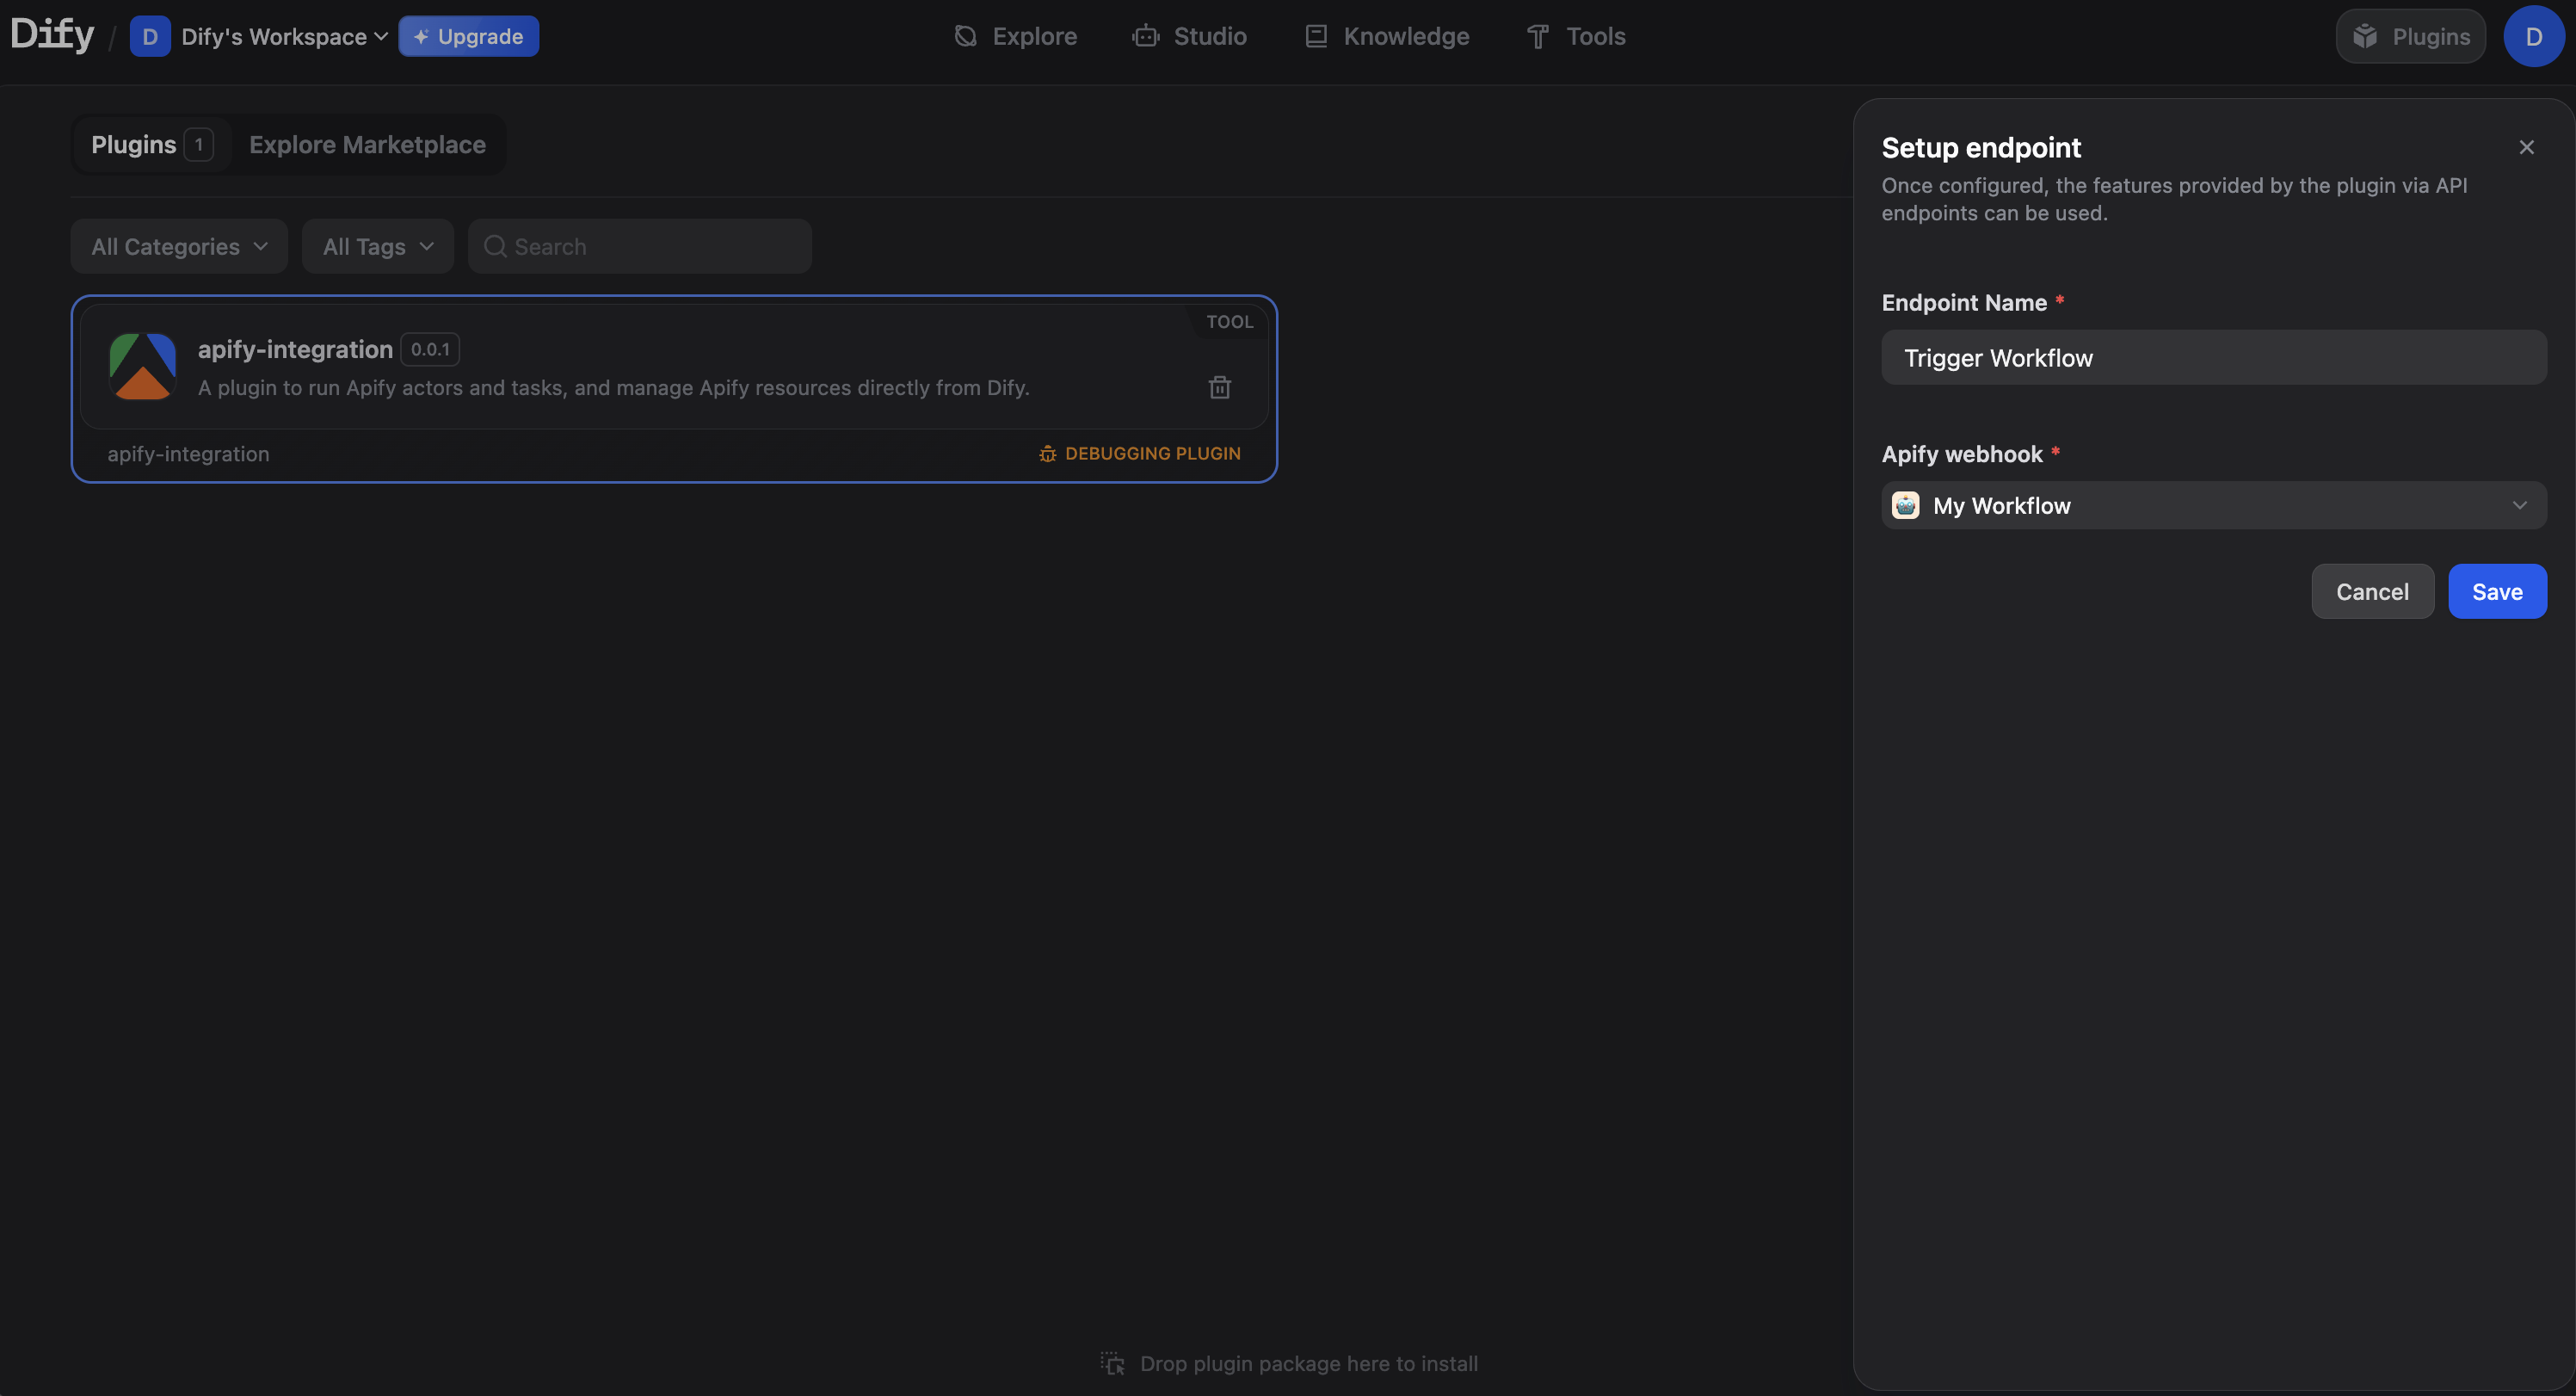 Dify / D Dify's Workspace Upgrade Explore Studio Knowledge Tools Plugins D
Plugins 1 Explore Marketplace
All Categories All Tags Search
TOOL
apify-integration 0.0.1
A plugin to run Apify actors and tasks, and manage Apify resources directly from Dify.
apify-integration DEBUGGING PLUGIN
Drop plugin package here to install
Setup endpoint
Once configured, the features provided by the plugin via API
endpoints can be used.
Endpoint Name *
Trigger Workflow
Apify webhook *
My Workflow
Cancel Save